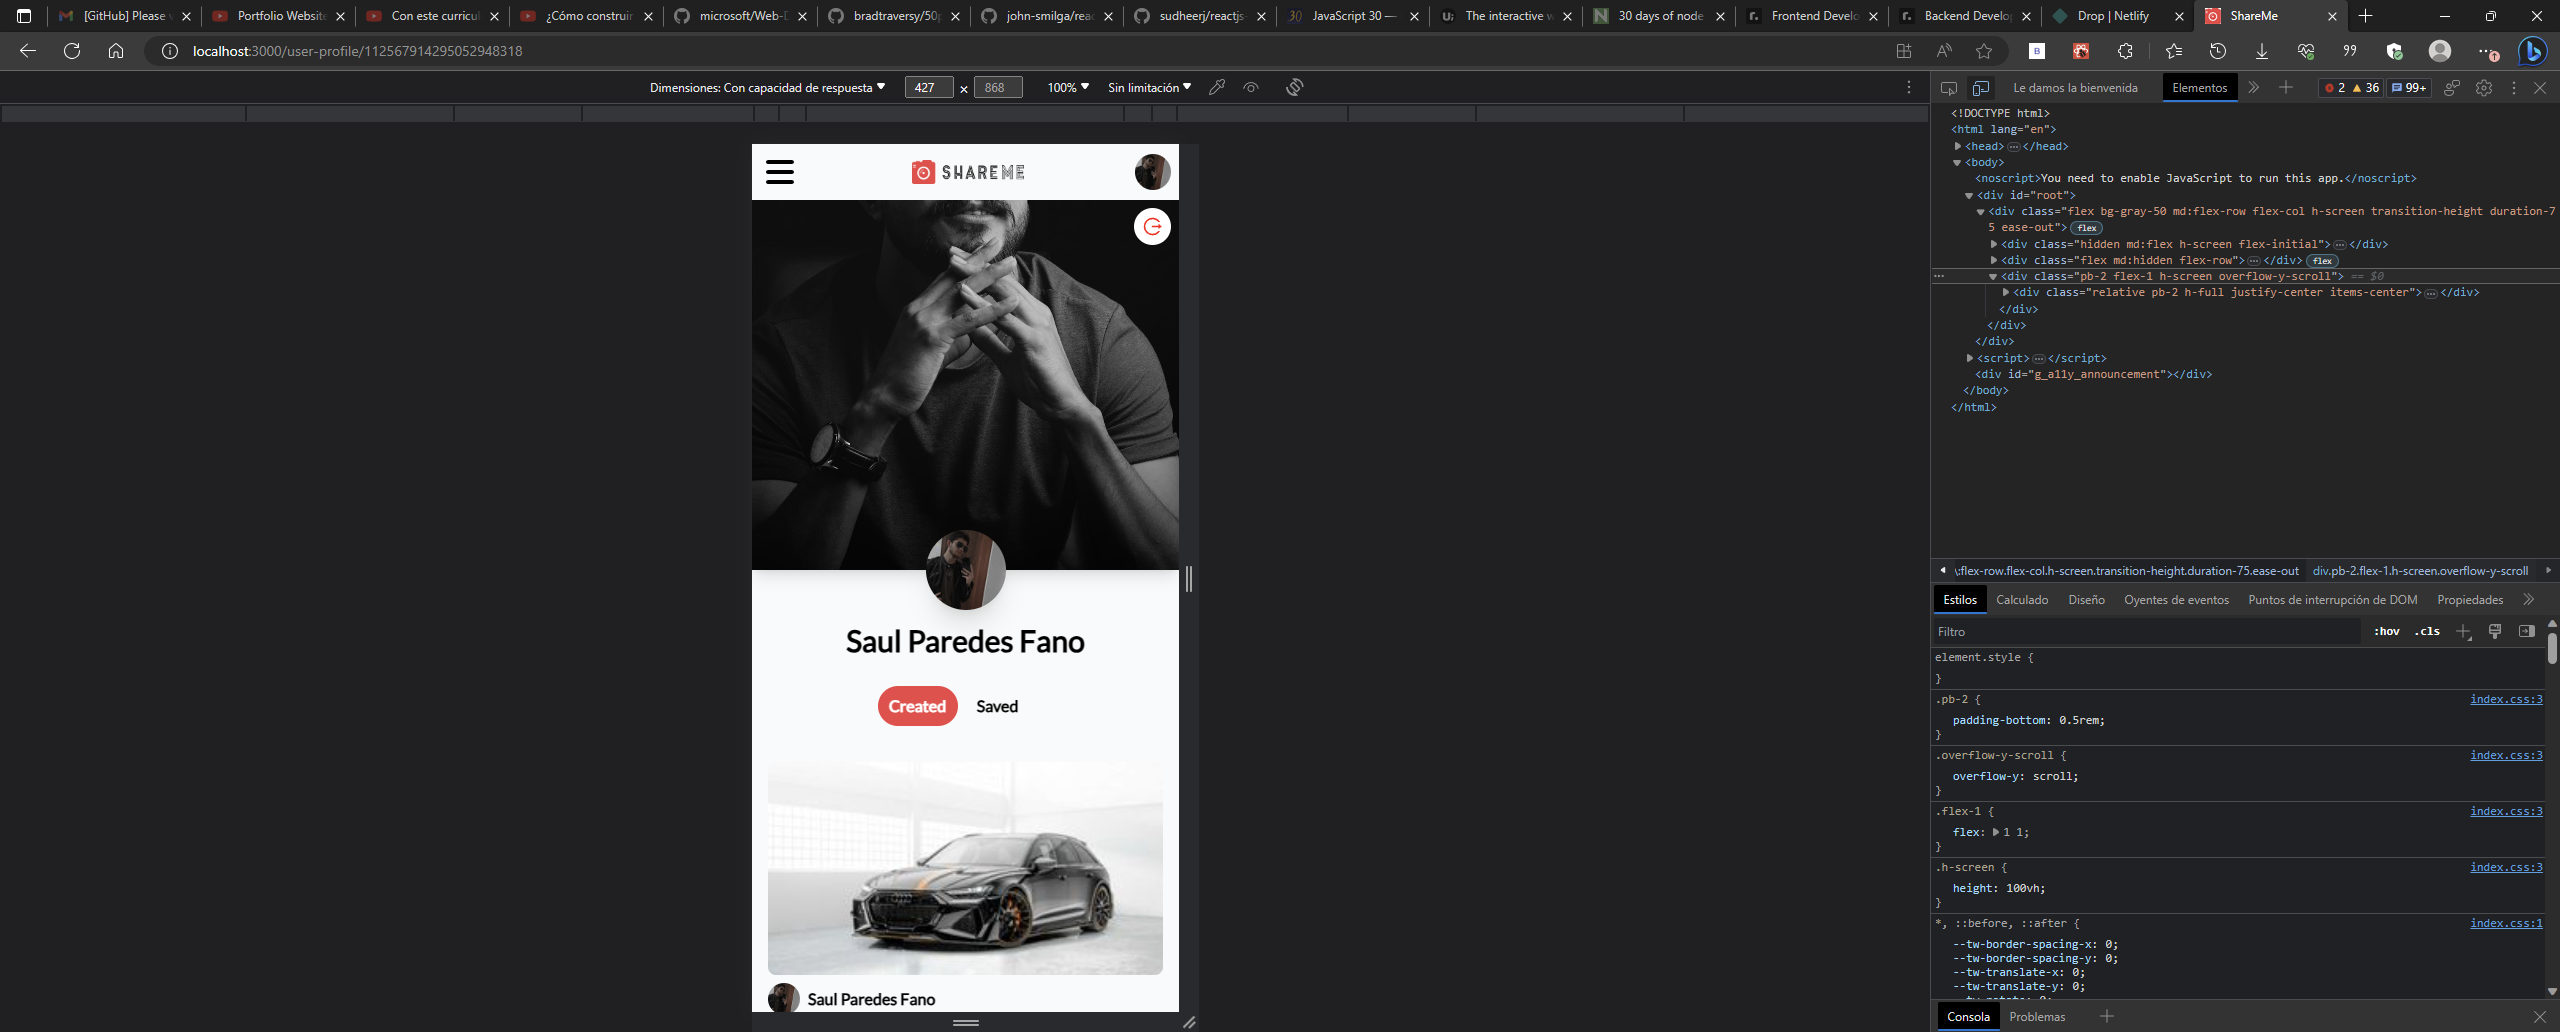 [GitHub] Please v
Portfolio Website
Con este curricul
¿Cómo construir
microsoft/Web-D
bradtraversy/50p
john-smilga/reac
sudheerj/reactjs-
30 JavaScript 30 —
The interactive w
30 days of node
Frontend Develo
Backend Develo
Drop | Netlify
ShareMe
localhost:3000/user-profile/112567914295052948318
Dimensiones: Con capacidad de respuesta 427 × 868 100% Sin limitación
Le damos la bienvenida Elementos 2 36 99+
SHAREME
Saul Paredes Fano
Created Saved
Saul Paredes Fano
<!DOCTYPE html>
<html lang="en">
<head>…</head>
<body>
<noscript>You need to enable JavaScript to run this app.</noscript>
<div id="root">
<div class="flex bg-gray-50 md:flex-row flex-col h-screen transition-height duration-7
5 ease-out"> flex
<div class="hidden md:flex h-screen flex-initial">…</div>
<div class="flex md:hidden flex-row">…</div> flex
<div class="pb-2 flex-1 h-screen overflow-y-scroll"> == $0
<div class="relative pb-2 h-full justify-center items-center">…</div>
</div>
</div>
</div>
<script>…</script>
<div id="g_a11y_announcement"></div>
</body>
</html>
\:flex-row.flex-col.h-screen.transition-height.duration-75.ease-out div.pb-2.flex-1.h-screen.overflow-y-scroll
Estilos Calculado Diseño Oyentes de eventos Puntos de interrupción de DOM Propiedades
Filtro :hov .cls
element.style {
}
.pb-2 { index.css:3
padding-bottom: 0.5rem;
}
.overflow-y-scroll { index.css:3
overflow-y: scroll;
}
.flex-1 { index.css:3
flex: 1 1;
}
.h-screen { index.css:3
height: 100vh;
}
*, ::before, ::after { index.css:1
--tw-border-spacing-x: 0;
--tw-border-spacing-y: 0;
--tw-translate-x: 0;
--tw-translate-y: 0;
Consola Problemas